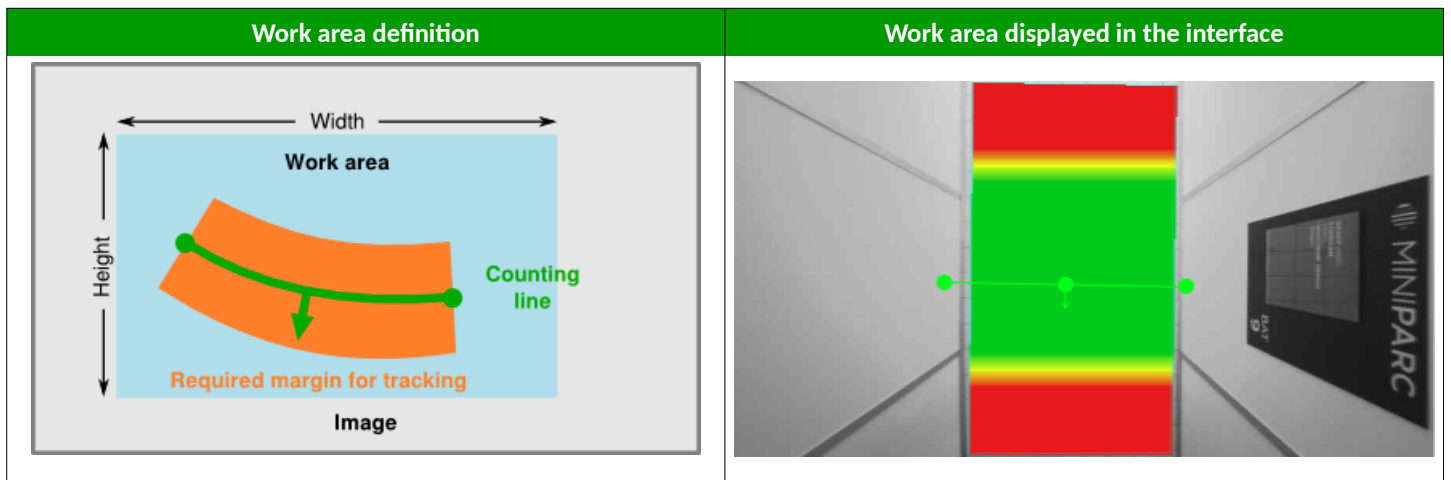 Work area definition
Work area displayed in the interface
Width
Work area
Height
Counting
line
Required margin for tracking
Image
MINIPARC
BAT
9